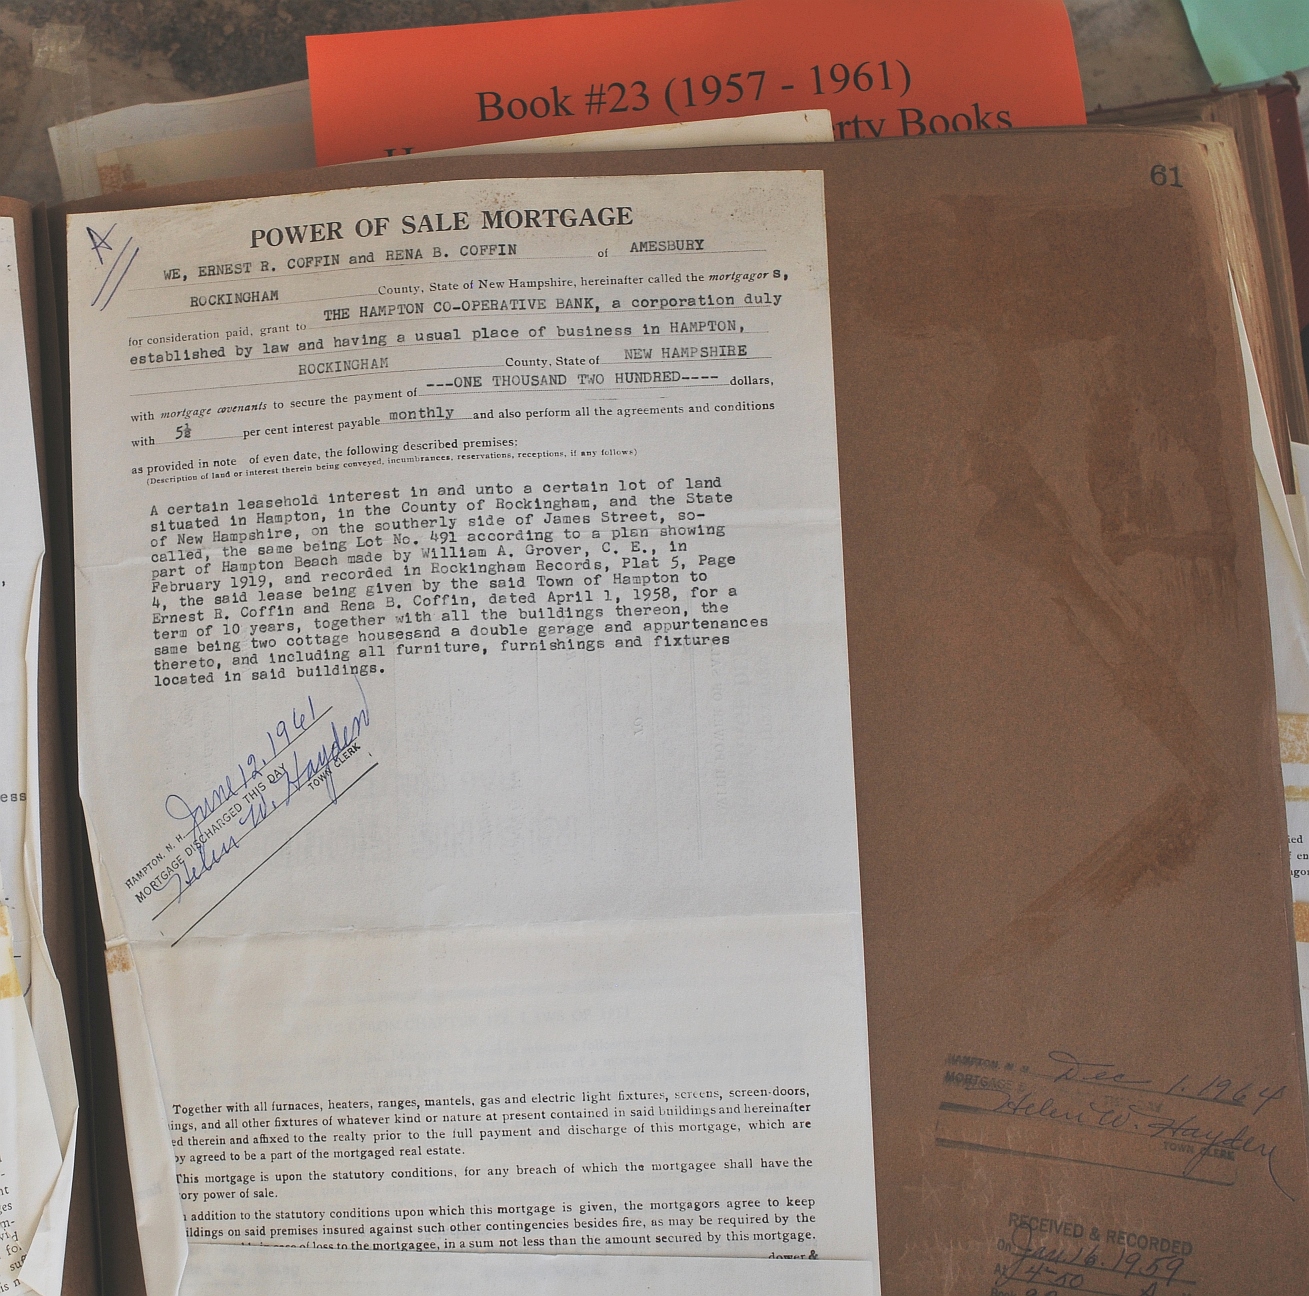 Book #23 (1957 - 1961)
rty Books
61
A
POWER OF SALE MORTGAGE
WE, ERNEST R. COFFIN and RENA B. COFFIN of AMESBURY
ROCKINGHAM County, State of New Hampshire, hereinafter called the mortgagor s,
for consideration paid, grant to THE HAMPTON CO-OPERATIVE BANK, a corporation duly
established by law and having a usual place of business in HAMPTON,
ROCKINGHAM County, State of NEW HAMPSHIRE
with mortgage covenants to secure the payment of ---ONE THOUSAND TWO HUNDRED---- dollars,
with 5½ per cent interest payable monthly and also perform all the agreements and conditions
as provided in note of even date, the following described premises:
(Description of land or interest therein being conveyed, incumbrances, reservations, receptions, if any follows)
A certain leasehold interest in and unto a certain lot of land
situated in Hampton, in the County of Rockingham, and the State
of New Hampshire, on the southerly side of James Street, so-
called, the same being Lot No. 491 according to a plan showing
part of Hampton Beach made by William A. Grover, C. E., in
February 1919, and recorded in Rockingham Records, Plat 5, Page
4, the said lease being given by the said Town of Hampton to
Ernest R. Coffin and Rena B. Coffin, dated April 1, 1958, for a
term of 10 years, together with all the buildings thereon, the
same being two cottage housesand a double garage and appurtenances
thereto, and including all furniture, furnishings and fixtures
located in said buildings.
HAMPTON, N. H. June 12, 1961
MORTGAGE DISCHARGED THIS DAY
Helen W. Hayden
TOWN CLERK
Together with all furnaces, heaters, ranges, mantels, gas and electric light fixtures, screens, screen-doors,
ings, and all other fixtures of whatever kind or nature at present contained in said buildings and hereinafter
ed therein and affixed to the realty prior to the full payment and discharge of this mortgage, which are
by agreed to be a part of the mortgaged real estate.
This mortgage is upon the statutory conditions, for any breach of which the mortgagee shall have the
ory power of sale.
addition to the statutory conditions upon which this mortgage is given, the mortgagors agree to keep
ildings on said premises insured against such other contingencies besides fire, as may be required by the
in case of loss to the mortgagee, in a sum not less than the amount secured by this mortgage.
dower &
HAMPTON, N. H. Dec 1, 1964
MORTGAGE
Helen W. Hayden
TOWN CLERK
RECEIVED & RECORDED
On Jan. 16. 1959
At 4:50
ess